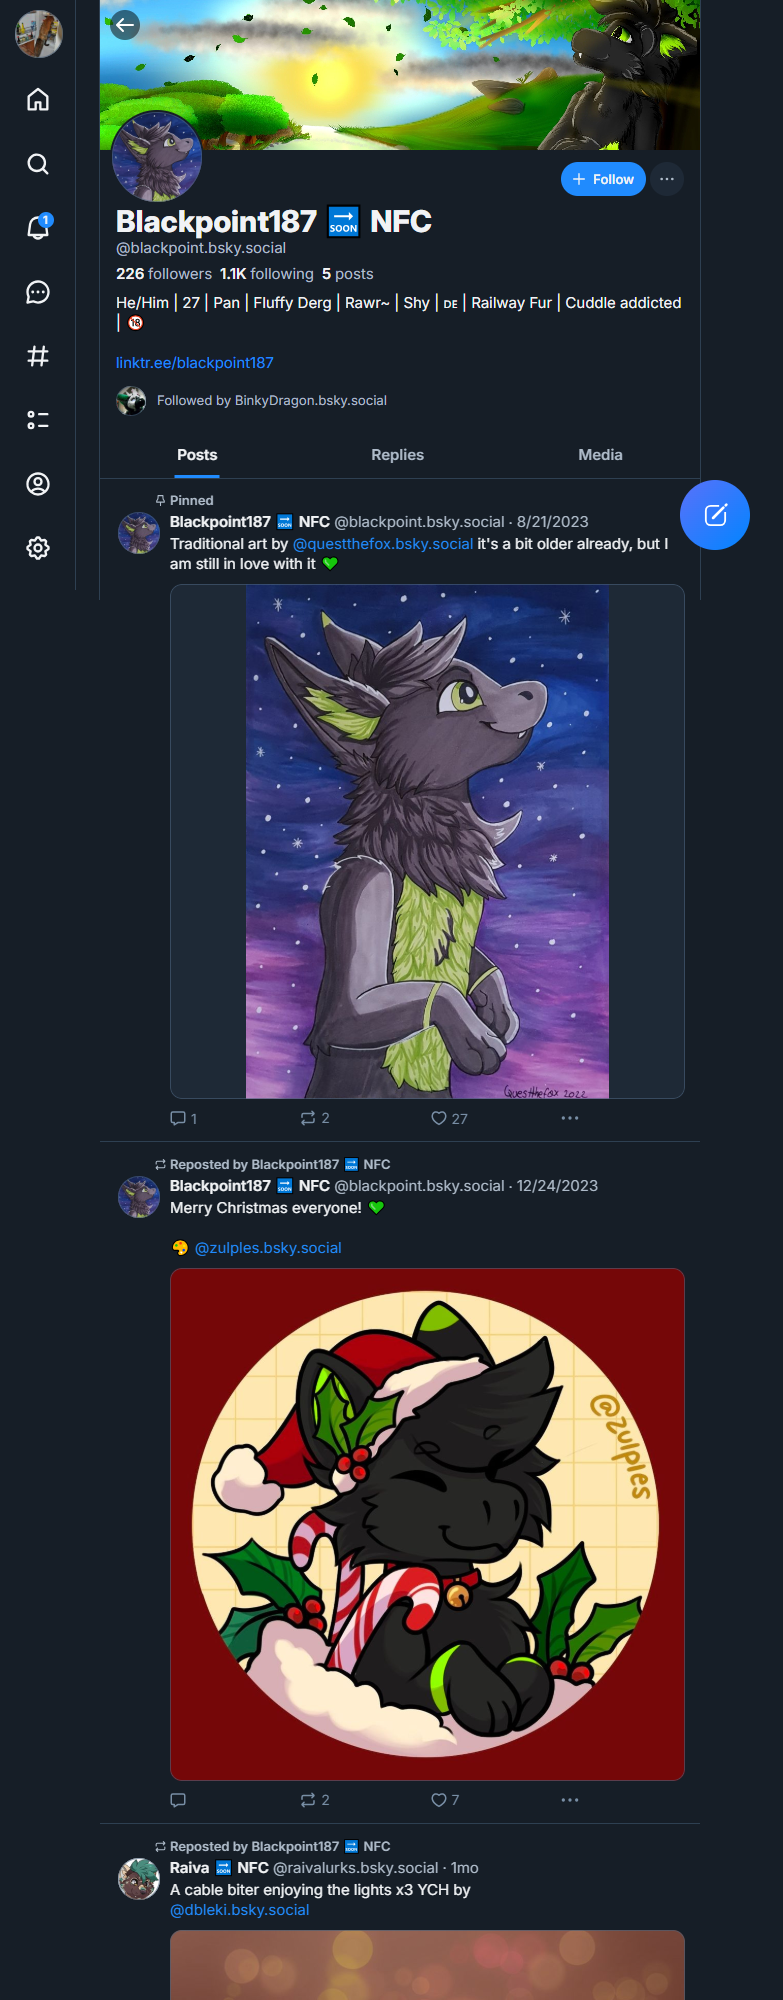 Follow
Blackpoint187 🔜 NFC
@blackpoint.bsky.social
226 followers 1.1K following 5 posts
He/Him | 27 | Pan | Fluffy Derg | Rawr~ | Shy | DE | Railway Fur | Cuddle addicted
| 🔞
linktr.ee/blackpoint187
Followed by BinkyDragon.bsky.social
Posts Replies Media
1
Pinned
Blackpoint187 🔜 NFC @blackpoint.bsky.social · 8/21/2023
Traditional art by @questthefox.bsky.social it's a bit older already, but I
am still in love with it 💚
Questthefox 2022
1 2 27
Reposted by Blackpoint187 🔜 NFC
Blackpoint187 🔜 NFC @blackpoint.bsky.social · 12/24/2023
Merry Christmas everyone! 💚
🎨 @zulples.bsky.social
@zulples
2 7
Reposted by Blackpoint187 🔜 NFC
Raiva 🔜 NFC @raivalurks.bsky.social · 1mo
A cable biter enjoying the lights x3 YCH by
@dbleki.bsky.social